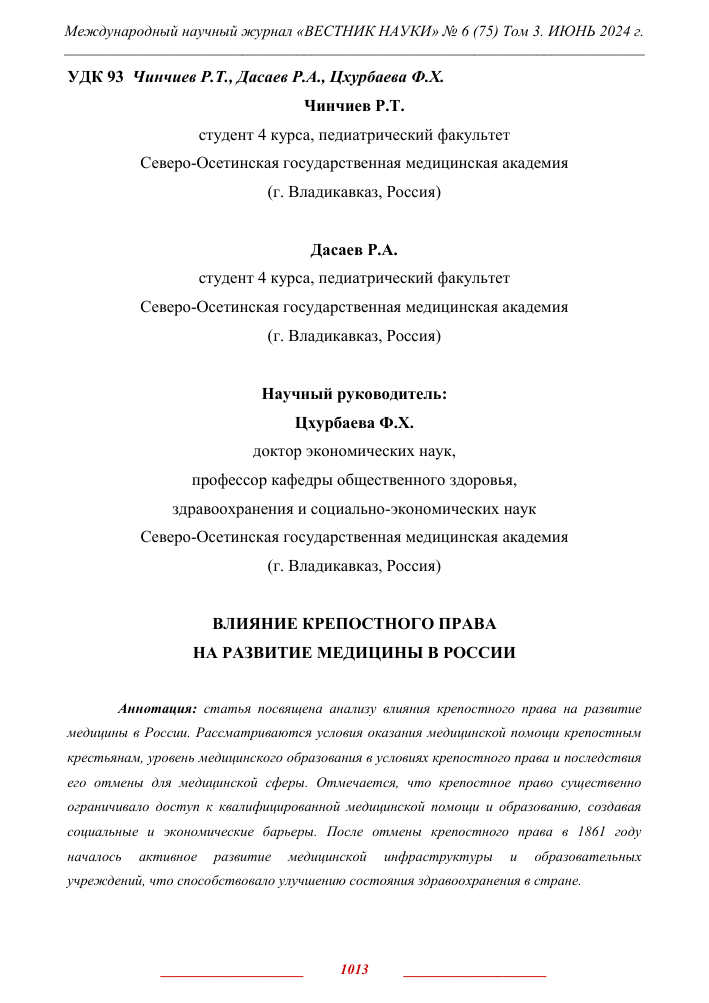 Международный научный журнал «ВЕСТНИК НАУКИ» № 6 (75) Том 3. ИЮНЬ 2024 г.
УДК 93 Чинчиев Р.Т., Дасаев Р.А., Цхурбаева Ф.Х.
Чинчиев Р.Т.
студент 4 курса, педиатрический факультет
Северо-Осетинская государственная медицинская академия
(г. Владикавказ, Россия)
Дасаев Р.А.
студент 4 курса, педиатрический факультет
Северо-Осетинская государственная медицинская академия
(г. Владикавказ, Россия)
Научный руководитель:
Цхурбаева Ф.Х.
доктор экономических наук,
профессор кафедры общественного здоровья,
здравоохранения и социально-экономических наук
Северо-Осетинская государственная медицинская академия
(г. Владикавказ, Россия)
ВЛИЯНИЕ КРЕПОСТНОГО ПРАВА
НА РАЗВИТИЕ МЕДИЦИНЫ В РОССИИ
Аннотация: статья посвящена анализу влияния крепостного права на развитие
медицины в России. Рассматриваются условия оказания медицинской помощи крепостным
крестьянам, уровень медицинского образования в условиях крепостного права и последствия
его отмены для медицинской сферы. Отмечается, что крепостное право существенно
ограничивало доступ к квалифицированной медицинской помощи и образованию, создавая
социальные и экономические барьеры. После отмены крепостного права в 1861 году
началось активное развитие медицинской инфраструктуры и образовательных
учреждений, что способствовало улучшению состояния здравоохранения в стране.
1013